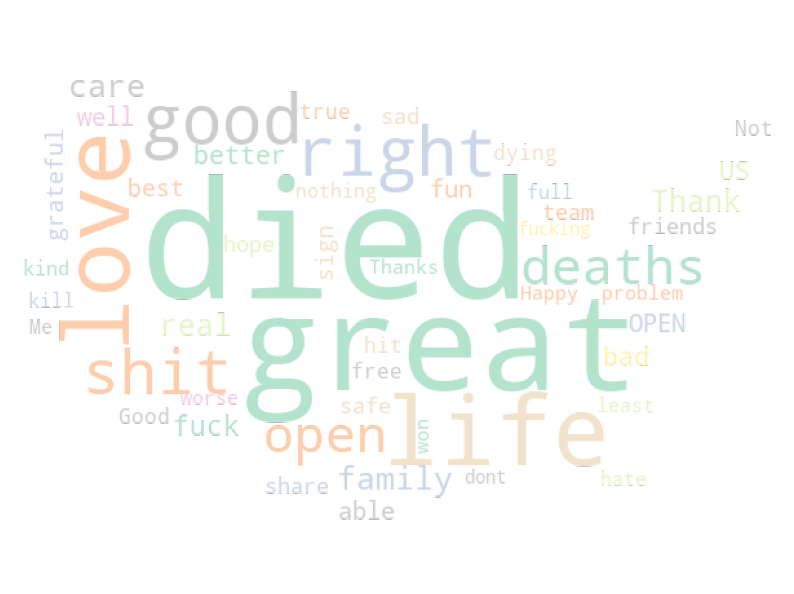 care
good
true
sad
well
Not
right
grateful
love
better
dying
US
best
nothing
fun
full
Thank
died
team
friends
fucking
hope
sign
kind
Thanks
deaths
kill
Happy
problem
Me
real
great
OPEN
hit
shit
free
bad
worse
safe
life
least
Good
fuck
open
won
share
family
dont
hate
able